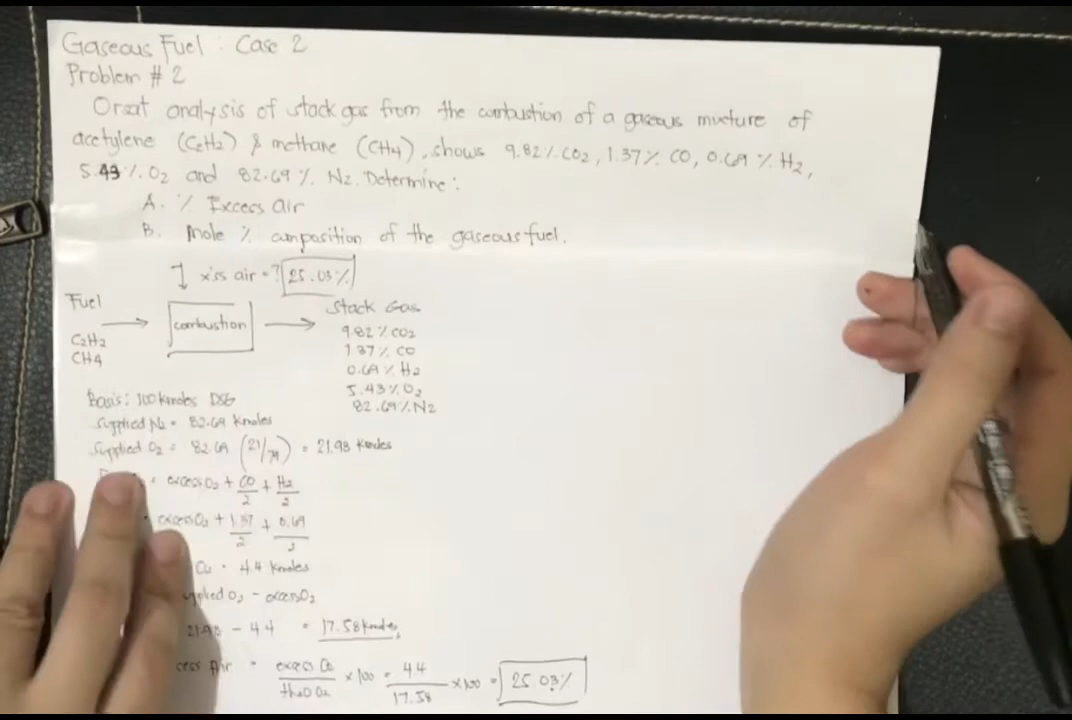 Gaseous Fuel : Case 2
Problem # 2
Orsat analysis of stack gas from the combustion of a gaseous mixture of
acetylene (C2H2) & methane (CH4), shows 9.82% CO2, 1.37% CO, 0.69% H2,
5.43% O2 and 82.69% N2. Determine:
A. % Excess air
B. Mole % composition of the gaseous fuel.
x's air = ? 25.03%
Fuel
C2H2
CH4
combustion
Stack Gas
9.82% CO2
1.37% CO
0.69% H2
5.43% O2
82.69% N2
Basis: 100 kmoles DSG
Supplied N2 = 82.69 kmoles
Supplied O2 = 82.69 (21/79) = 21.98 kmoles
= excess O2 + CO/2 + H2/2
excess O2 + 1.37/2 + 0.69/2
O2 = 4.4 kmoles
supplied O2 - excess O2
21.98 - 4.4 = 17.58 kmoles
cess Air = excess O2/theo O2 x 100 = 4.4/17.58 x 100 = 25.03%